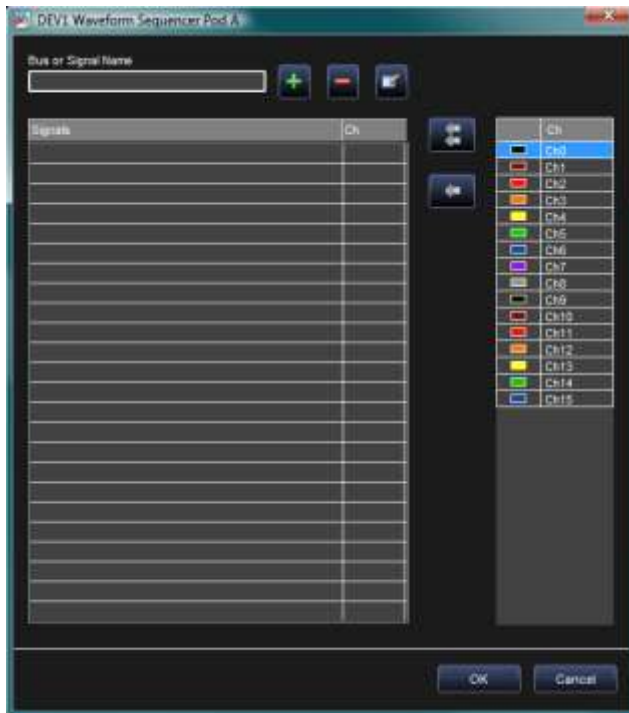 DEV1 Waveform Sequencer Pod A
Bus or Signal Name
Signals Ch
Ch
Ch0
Ch1
Ch2
Ch3
Ch4
Ch5
Ch6
Ch7
Ch8
Ch9
Ch10
Ch11
Ch12
Ch13
Ch14
Ch15
OK Cancel